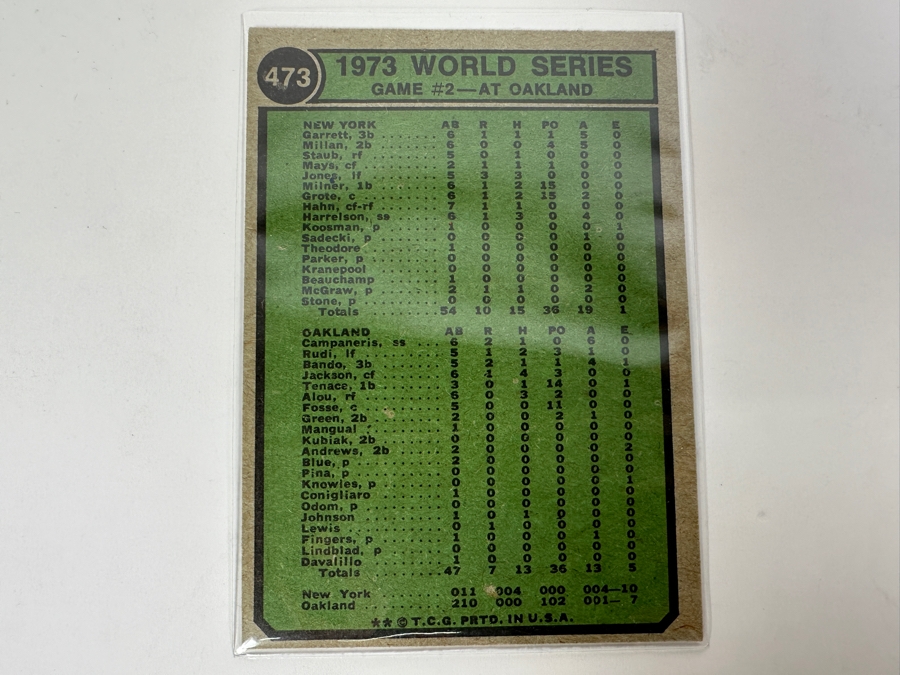 473
1973 WORLD SERIES
GAME #2—AT OAKLAND
NEW YORK AB R H PO A E
Garrett, 3b ........ 6 1 1 1 5 0
Millan, 2b ........ 6 0 0 4 5 0
Staub, rf ........ 5 0 1 0 0 0
Mays, cf ........ 2 1 1 1 0 0
Jones, lf ........ 5 3 3 0 0 0
Milner, 1b ........ 6 1 2 15 0 0
Grote, c ........ 6 1 2 15 2 0
Hahn, cf-rf ........ 7 1 1 0 0 0
Harrelson, ss ........ 6 1 3 0 4 0
Koosman, p ........ 1 0 0 0 0 1
Sadecki, p ........ 0 0 0 0 1 0
Theodore ........ 1 0 0 0 0 0
Parker, p ........ 0 0 0 0 0 0
Kranepool ........ 0 0 0 0 0 0
Beauchamp ........ 1 0 0 0 0 0
McGraw, p ........ 2 1 1 0 2 0
Stone, p ........ 0 0 0 0 0 0
Totals ........ 54 10 15 36 19 1
OAKLAND AB R H PO A E
Campaneris, ss ........ 6 2 1 0 6 0
Rudi, lf ........ 5 1 2 3 1 0
Bando, 3b ........ 5 2 1 1 4 1
Jackson, cf ........ 6 1 4 3 0 0
Tenace, 1b ........ 3 0 1 14 0 1
Alou, rf ........ 6 0 3 2 0 0
Fosse, c ........ 5 0 0 11 0 0
Green, 2b ........ 2 0 0 2 1 0
Mangual ........ 1 0 0 0 0 0
Kubiak, 2b ........ 0 0 0 0 0 0
Andrews, 2b ........ 2 0 0 0 0 2
Blue, p ........ 2 0 0 0 0 0
Pina, p ........ 0 0 0 0 0 0
Knowles, p ........ 0 0 0 0 0 1
Conigliaro ........ 1 0 0 0 0 0
Odom, p ........ 0 0 0 0 0 0
Johnson ........ 1 0 1 0 0 0
Lewis ........ 0 1 0 0 0 0
Fingers, p ........ 1 0 0 0 1 0
Lindblad, p ........ 0 0 0 0 0 0
Davalillo ........ 1 0 0 0 0 0
Totals ........ 47 7 13 36 13 5
New York ........ 011 004 000 004—10
Oakland ........ 210 000 102 001— 7
** © T.C.G. PRTD. IN U.S.A.